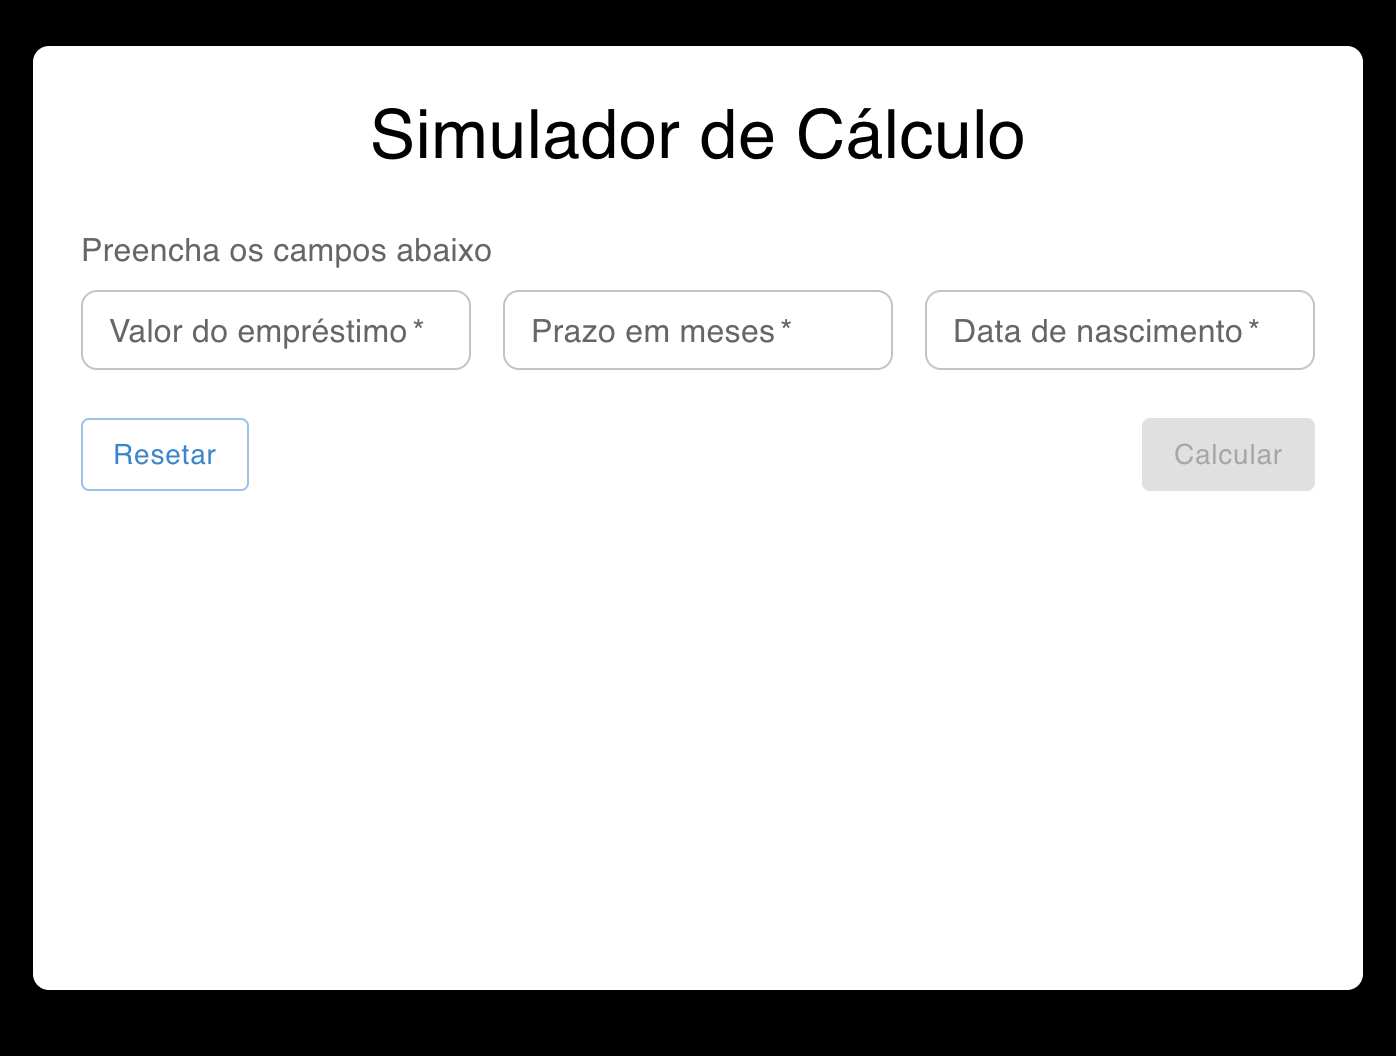 Simulador de Cálculo
Preencha os campos abaixo
Valor do empréstimo *
Prazo em meses *
Data de nascimento *
Resetar
Calcular